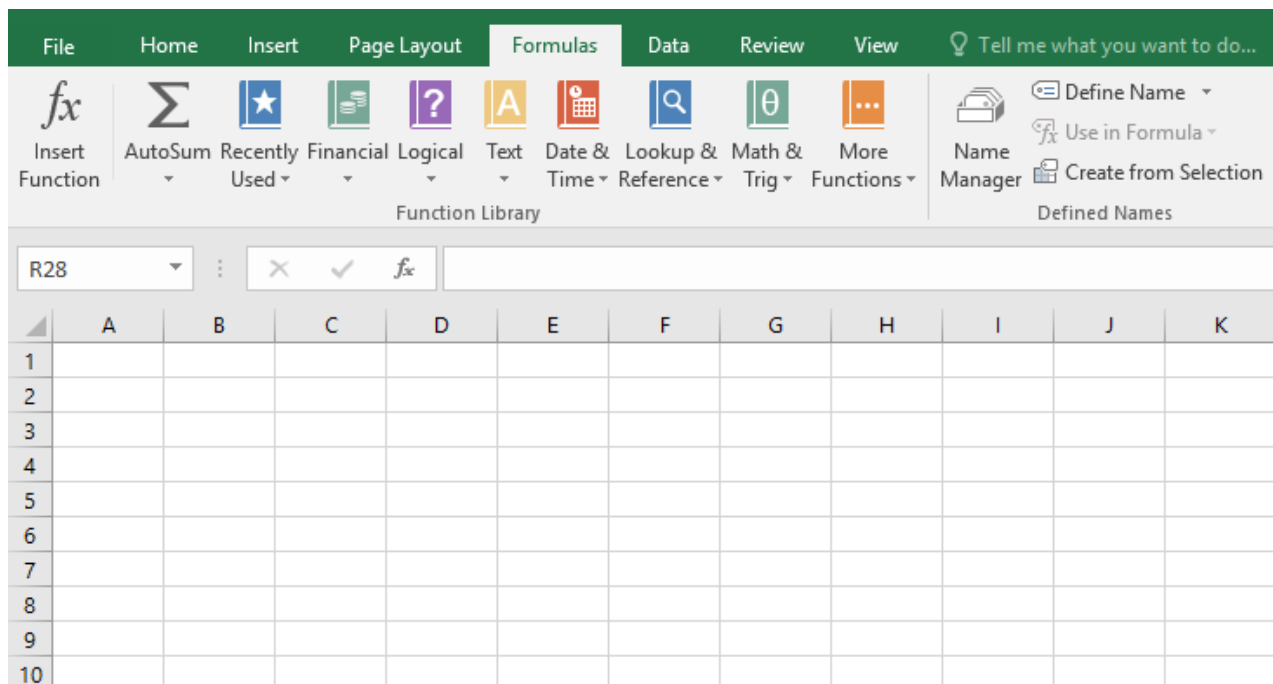 File Home Insert Page Layout Formulas Data Review View Tell me what you want to do...
fx Σ ? A θ Define Name
Use in Formula
Insert AutoSum Recently Financial Logical Text Date & Lookup & Math & More Name
Function Used Time Reference Trig Functions Manager Create from Selection
Function Library Defined Names
R28 fx
A B C D E F G H I J K
1
2
3
4
5
6
7
8
9
10